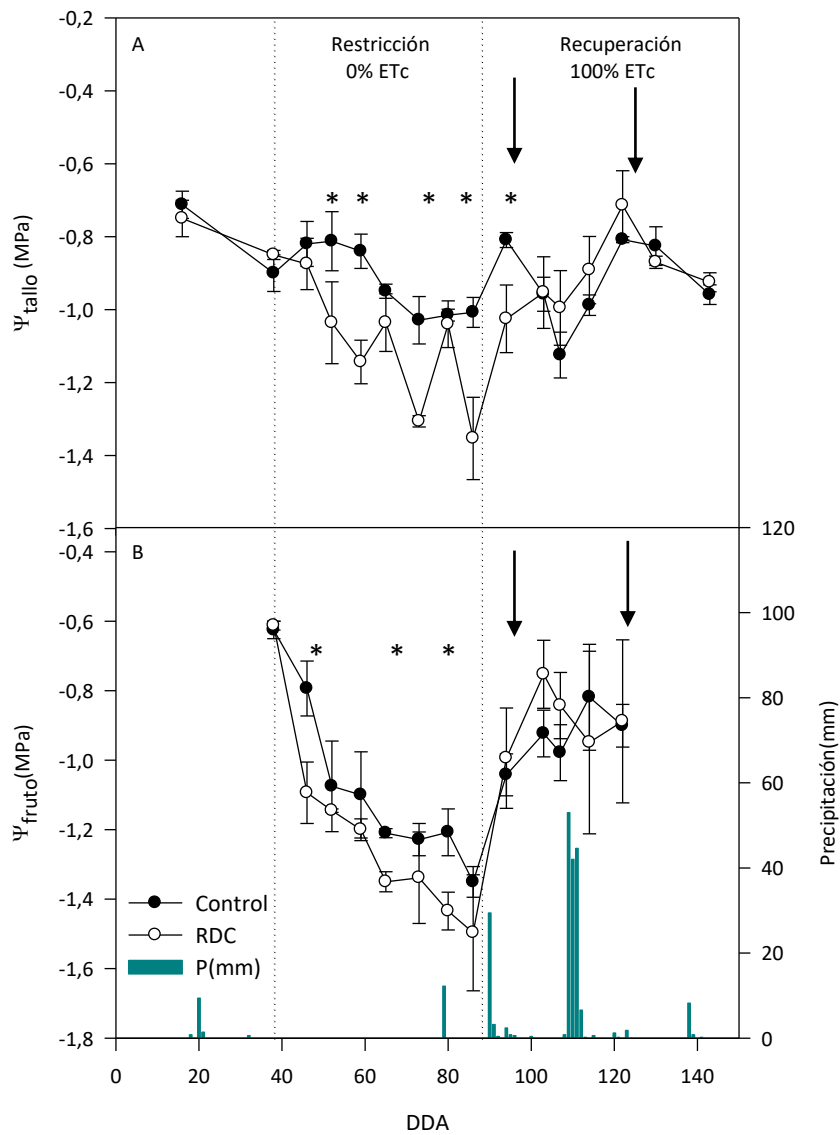 A
Restricción
0% ETc
Recuperación
100% ETc
-0,2
-0,4
-0,6
-0,8
-1,0
-1,2
-1,4
-1,6
Ψtallo (MPa)
* * * * *
B
-0,4
-0,6
-0,8
-1,0
-1,2
-1,4
-1,6
-1,8
Ψfruto(MPa)
* * *
120
100
80
60
40
20
0
Precipitación(mm)
Control
RDC
P(mm)
0 20 40 60 80 100 120 140
DDA